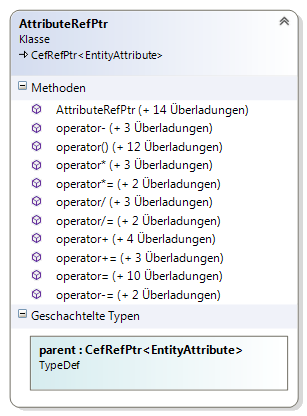 AttributeRefPtr
Klasse
CefRefPtr<EntityAttribute>
Methoden
AttributeRefPtr (+ 14 Überladungen)
operator- (+ 3 Überladungen)
operator() (+ 12 Überladungen)
operator* (+ 3 Überladungen)
operator*= (+ 2 Überladungen)
operator/ (+ 3 Überladungen)
operator/= (+ 2 Überladungen)
operator+ (+ 4 Überladungen)
operator+= (+ 3 Überladungen)
operator= (+ 10 Überladungen)
operator-= (+ 2 Überladungen)
Geschachtelte Typen
parent : CefRefPtr<EntityAttribute>
TypeDef